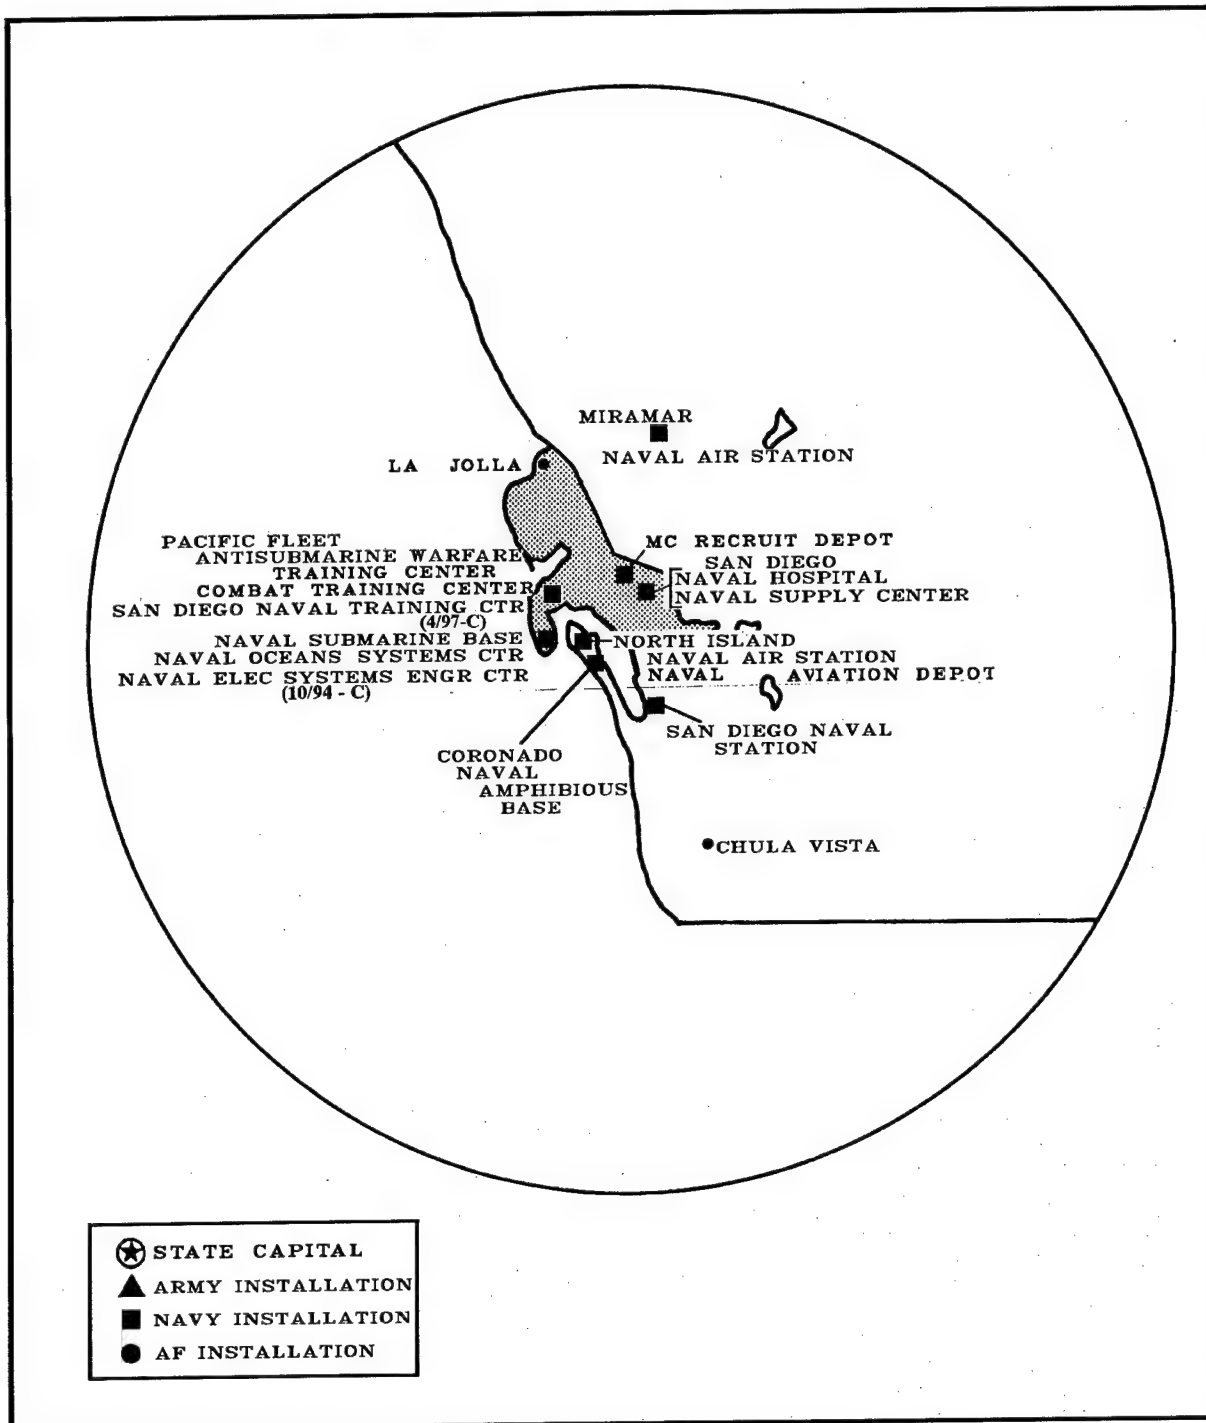 MIRAMAR
NAVAL AIR STATION
LA JOLLA
PACIFIC FLEET
ANTISUBMARINE WARFARE
TRAINING CENTER
COMBAT TRAINING CENTER
SAN DIEGO NAVAL TRAINING CTR
(4/97-C)
NAVAL SUBMARINE BASE
NAVAL OCEANS SYSTEMS CTR
NAVAL ELEC SYSTEMS ENGR CTR
(10/94 - C)
MC RECRUIT DEPOT
SAN DIEGO
NAVAL HOSPITAL
NAVAL SUPPLY CENTER
NORTH ISLAND
NAVAL AIR STATION
NAVAL AVIATION DEPOT
SAN DIEGO NAVAL
STATION
CORONADO
NAVAL
AMPHIBIOUS
BASE
CHULA VISTA
STATE CAPITAL
ARMY INSTALLATION
NAVY INSTALLATION
AF INSTALLATION